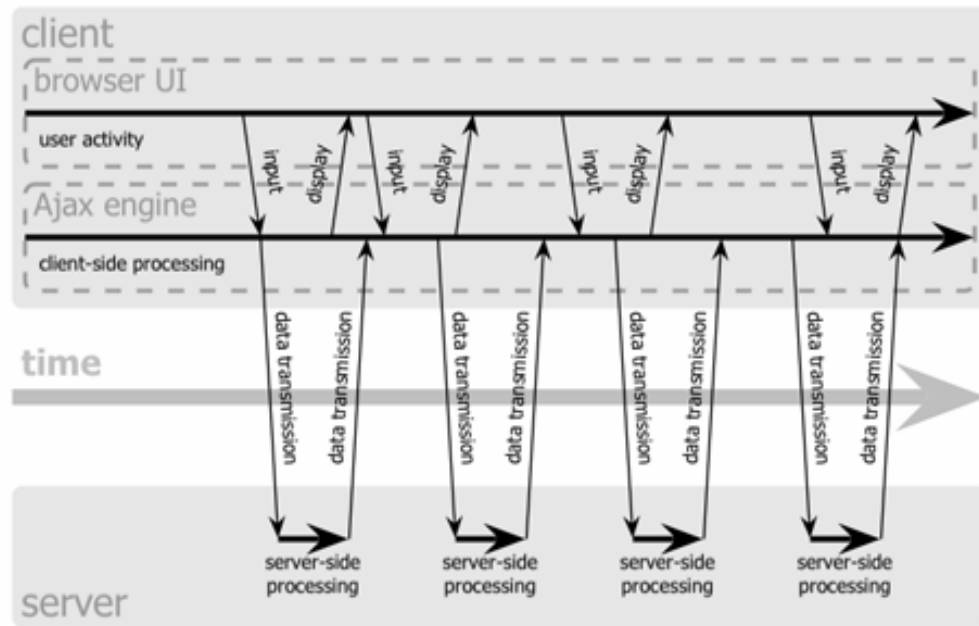 client
browser UI
user activity
input
display
input
display
input
display
input
display
Ajax engine
client-side processing
time
data transmission
data transmission
data transmission
data transmission
data transmission
data transmission
data transmission
data transmission
server-side
processing
server-side
processing
server-side
processing
server-side
processing
server